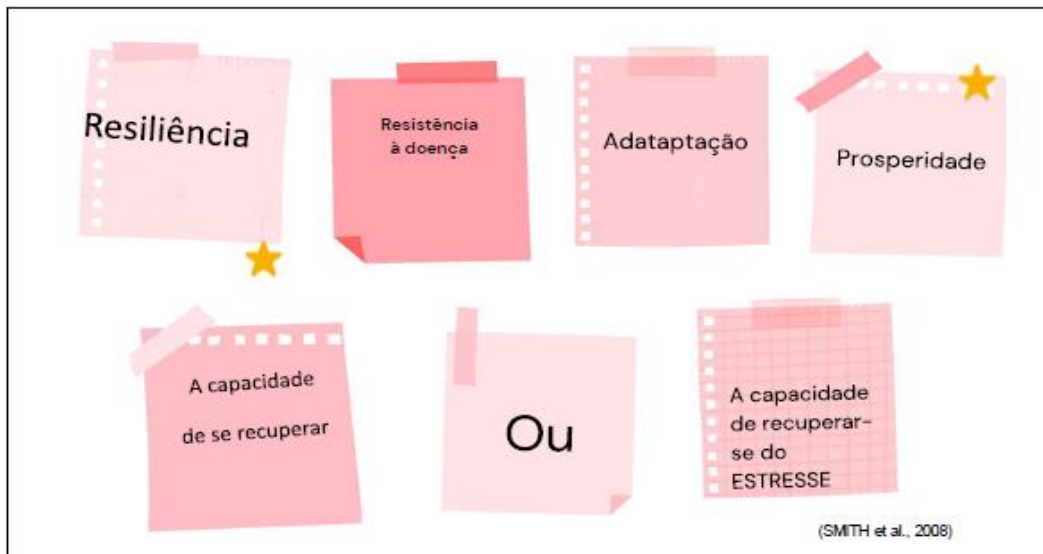 Resiliência
Resistência
à doença
Adataptação
Prosperidade
A capacidade
de se recuperar
Ou
A capacidade
de recuperar-
se do
ESTRESSE
(SMITH et al., 2008)